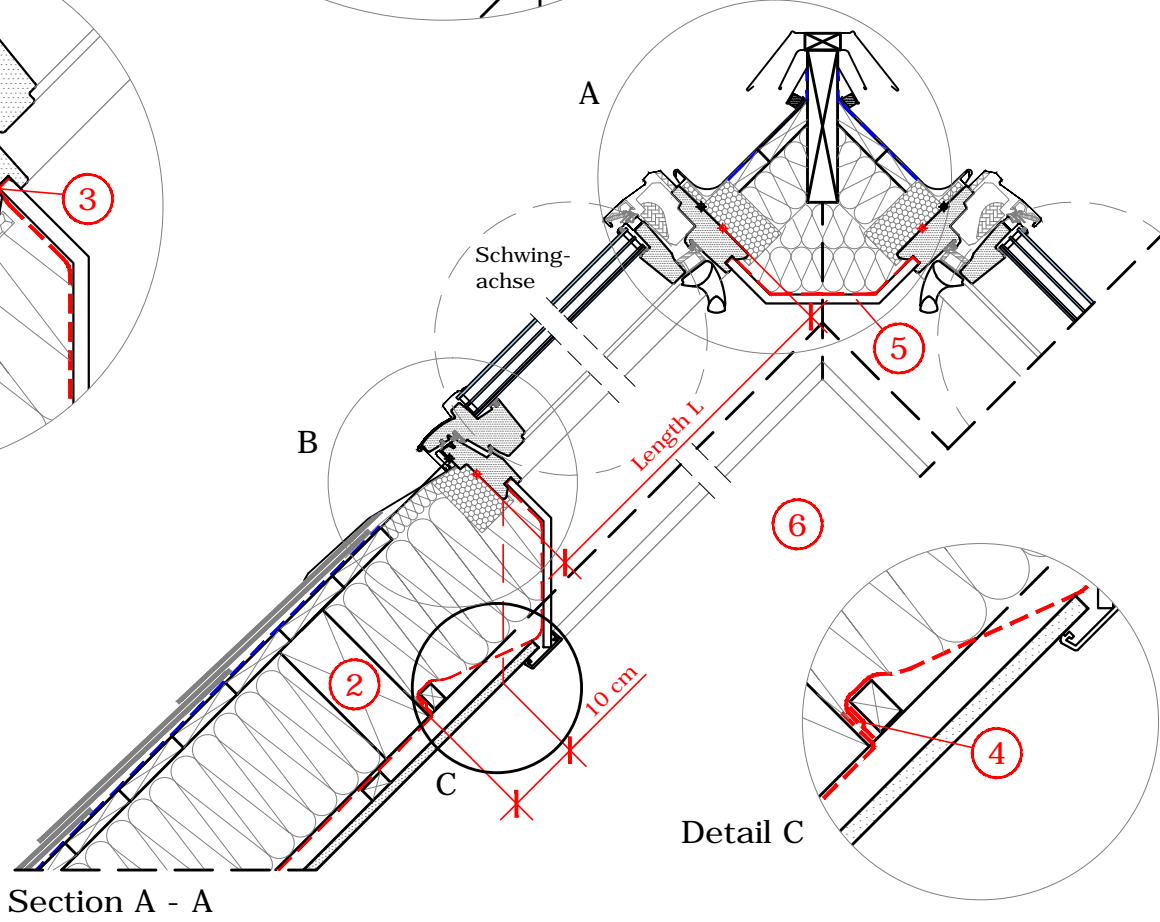 A
3
Schwing-
achse
5
Length L
B
6
2
10 cm
4
C
Detail C
Section A - A